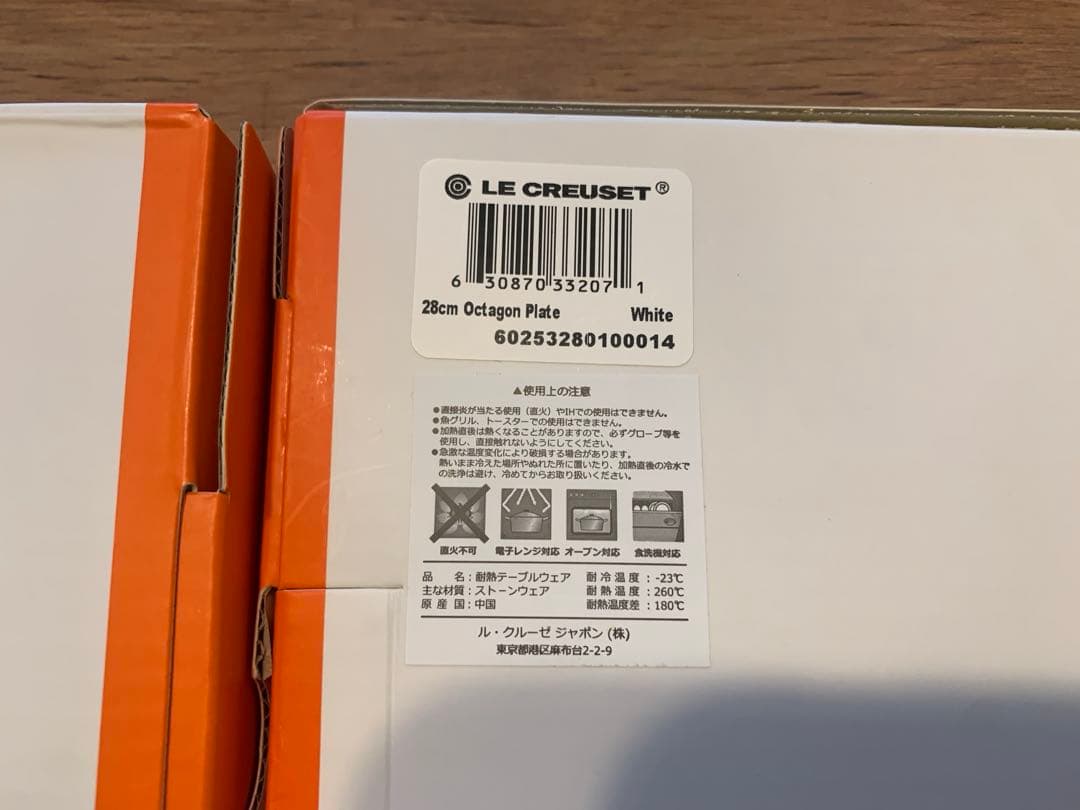 LE CREUSET®
6 30870 33207 1
28cm Octagon Plate White
60253280100014
▲使用上の注意
●直接炎が当たる使用（直火）やIHでの使用はできません。
●魚グリル、トースターでの使用はできません。
●加熱直後は熱くなることがありますので、必ずグローブ等を
使用し、直接触れないようにしてください。
●急激な温度変化により破損する場合があります。
熱いまま冷えた場所やぬれた所に置いたり、加熱直後の冷水で
の洗浄は避け、冷めてからお取り扱いください。
直火不可 電子レンジ対応 オーブン対応 食洗機対応
品 名：耐熱テーブルウェア 耐冷温度：-23℃
主な材質：ストーンウェア 耐熱温度：260℃
原産国：中国 耐熱温度差：180℃
ル・クルーゼ ジャポン (株)
東京都港区麻布台2-2-9